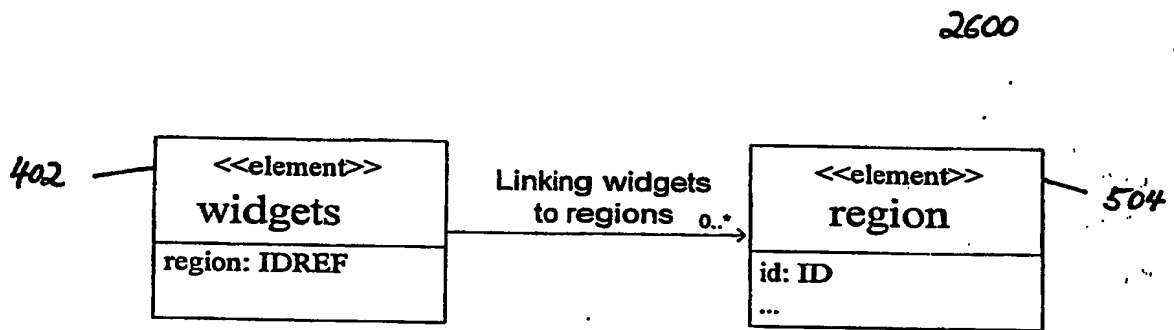 2600
402
<<element>>
widgets
region: IDREF
Linking widgets
to regions 0..*
<<element>>
region
id: ID
...
504